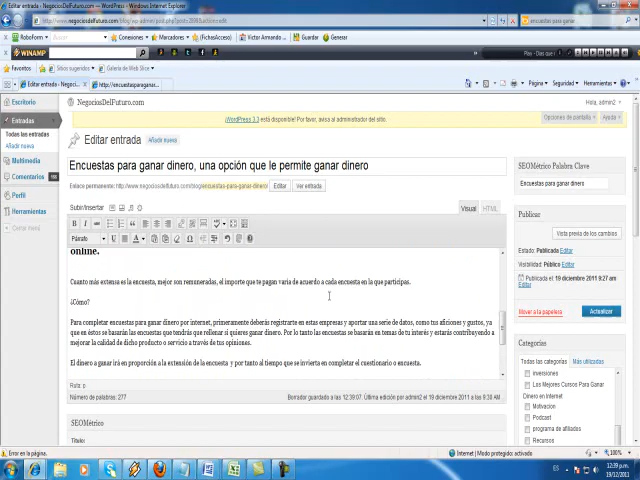 Editar entrada ‹ NegociosDelFuturo.com — WordPress - Windows Internet Explorer
http://www.negociosdelfuturo.com/blog/wp-admin/post.php?post=3998&action=edit
encuestas para ganar
RoboForm
Buscar
Conexiones
Marcadores
(FichasAcceso)
Victor Armando ...
Guardar
Generar
WINAMP
Favoritos
Sitios sugeridos
Galería de Web Slice
Editar entrada ‹ Negoci...
http://encuestasparaganar...
Página
Seguridad
Herramientas
Escritorio
NegociosDelFuturo.com
Hola, admin2
Entradas
WordPress 3.3 está disponible! Por favor, avisa al administrador del sitio.
Opciones de pantalla
Ayuda
Todas las entradas
Añadir nueva
Editar entrada
Añadir nueva
Multimedia
Comentarios
Perfil
Herramientas
Cerrar menú
Encuestas para ganar dinero, una opción que le permite ganar dinero
Enlace permanente: http://www.negociosdelfuturo.com/blog/encuestas-para-ganar-dinero/
Editar
Ver entrada
Subir/Insertar
Visual
HTML
Párrafo
online.
Cuanto más extensa es la encuesta, mejor son remuneradas, el importe que te pagan varia de acuerdo a cada encuesta en la que participas.
¿Cómo?
Para completar encuestas para ganar dinero por internet, primeramente deberás registrarte en estas empresas y aportar una serie de datos, como tus aficiones y gustos, ya
que en éstos se basarán las encuestas que tendrás que rellenar si quieres ganar dinero. Por lo tanto las encuestas se basarán en temas de tu interés y estarás contribuyendo a
mejorar la calidad de dicho producto o servicio a través de tus opiniones.
El dinero a ganar irá en proporción a la extensión de la encuesta y por tanto al tiempo que se invierta en completar el cuestionario o encuesta.
Ruta: p
Número de palabras: 277
Borrador guardado a las 12:39:07. Última edición por admin2 el 19 diciembre 2011 a las 9:30 AM
SEOMétrico
Título:
SEOMétrico Palabra Clave
Encuestas para ganar dinero
Publicar
Vista previa de los cambios
Estado: Publicada Editar
Visibilidad: Público Editar
Publicada el: 19 diciembre 2011 9:27 am
Editar
Mover a la papelera
Actualizar
Categorías
Todas las categorías
Más utilizadas
inversiones
Los Mejores Cursos Para Ganar
Dinero en Internet
Motivacion
Podcast
programa de afiliados
Recursos
Error en la página.
Internet | Modo protegido: activado
100%
ES
12:39 p.m.
19/12/2011